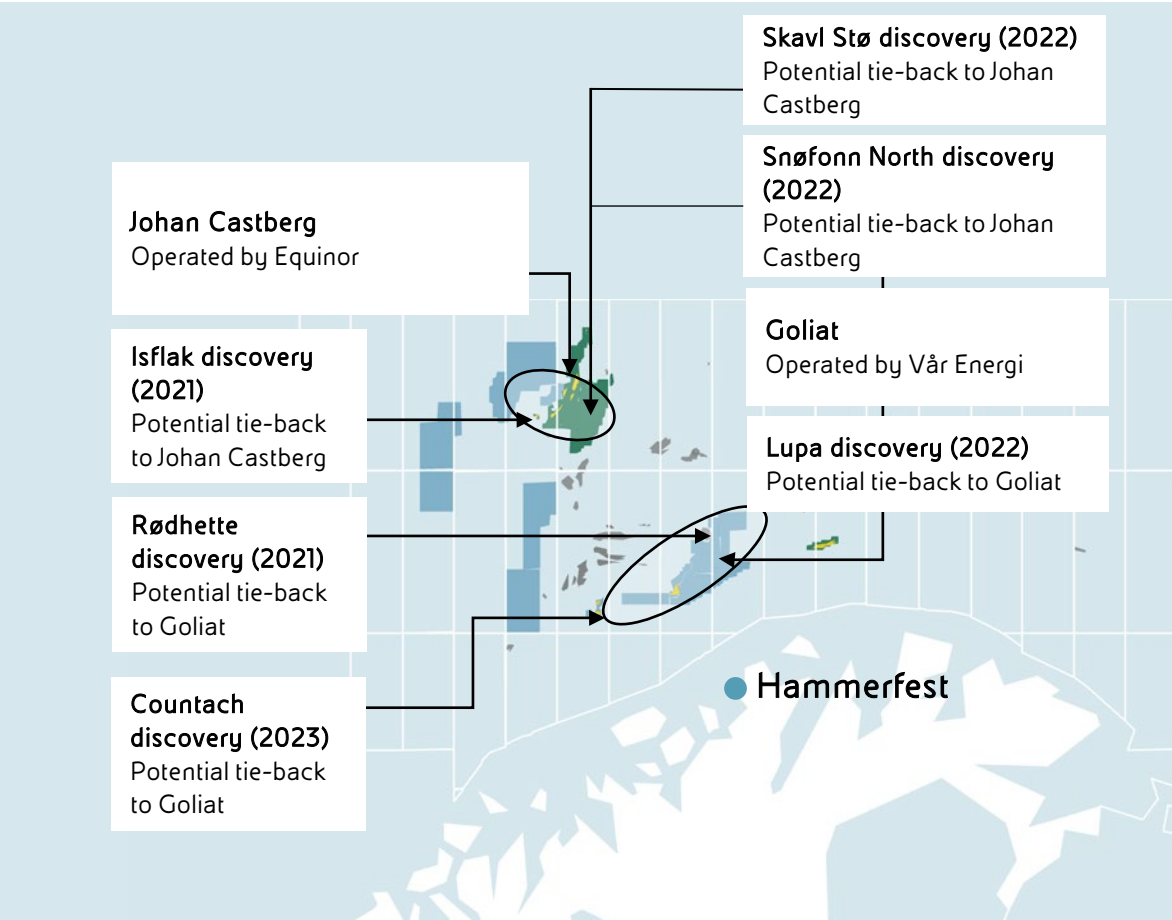 Skavl Stø discovery (2022)
Potential tie-back to Johan
Castberg
Snøfonn North discovery
(2022)
Potential tie-back to Johan
Castberg
Johan Castberg
Operated by Equinor
Goliat
Operated by Vår Energi
Isflak discovery
(2021)
Potential tie-back
to Johan Castberg
Lupa discovery (2022)
Potential tie-back to Goliat
Rødhette
discovery (2021)
Potential tie-back
to Goliat
Hammerfest
Countach
discovery (2023)
Potential tie-back
to Goliat